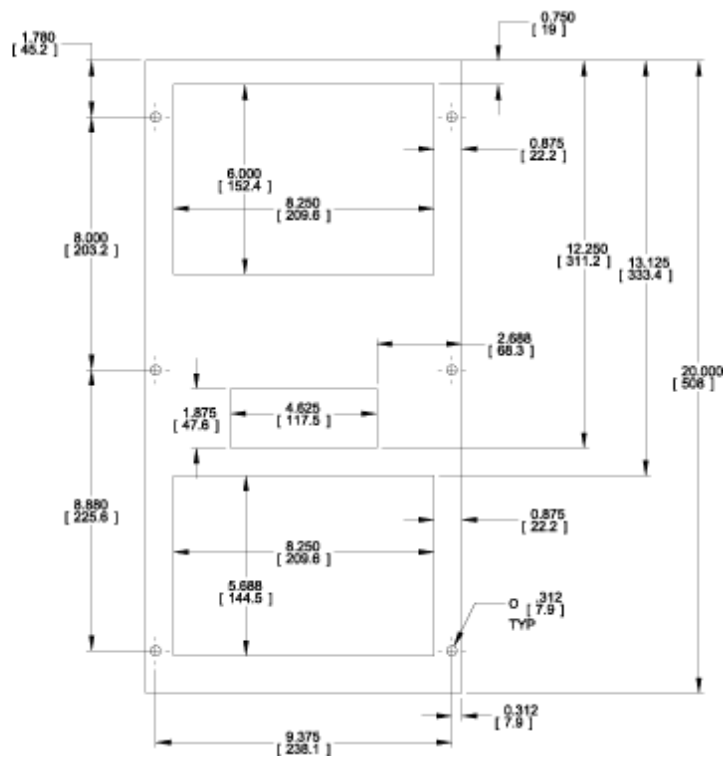 0.750
[ 19 ]
1.780
[ 45.2 ]
0.875
[ 22.2 ]
6.000
[ 152.4 ]
8.250
[ 209.6 ]
8.000
[ 203.2 ]
12.250
[ 311.2 ]
13.125
[ 333.4 ]
2.688
[ 68.3 ]
20.000
[ 508 ]
1.875
[ 47.6 ]
4.625
[ 117.5 ]
8.880
[ 225.6 ]
0.875
[ 22.2 ]
8.250
[ 209.6 ]
5.688
[ 144.5 ]
O .312
[ 7.9 ]
TYP
0.312
[ 7.9 ]
9.375
[ 238.1 ]